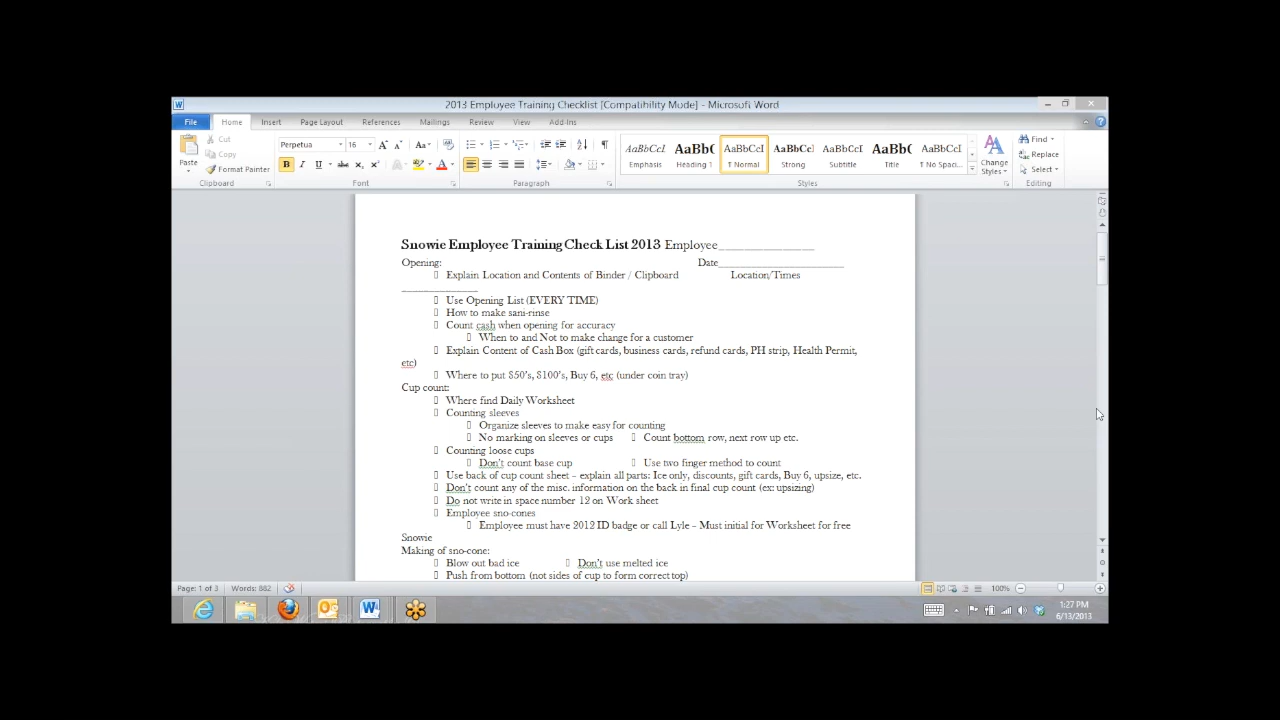 2013 Employee Training Checklist [Compatibility Mode] - Microsoft Word
File Home Insert Page Layout References Mailings Review View Add-Ins
Cut
Copy
Paste
Format Painter
Perpetua 16
AaBbCcI AaBbC AaBbCcI AaBbCcl AaBbCcI AaBb( AaBbCcI
Emphasis Heading 1 ¶ Normal Strong Subtitle Title ¶ No Spac...
Change Styles
Find
Replace
Select
Clipboard Font Paragraph Styles Editing
Snowie Employee Training Check List 2013 Employee________________
Opening: Date______________________
Explain Location and Contents of Binder / Clipboard Location/Times
______________
Use Opening List (EVERY TIME)
How to make sani-rinse
Count cash when opening for accuracy
When to and Not to make change for a customer
Explain Content of Cash Box (gift cards, business cards, refund cards, PH strip, Health Permit,
etc)
Where to put $50's, $100's, Buy 6, etc (under coin tray)
Cup count:
Where find Daily Worksheet
Counting sleeves
Organize sleeves to make easy for counting
No marking on sleeves or cups Count bottom row, next row up etc.
Counting loose cups
Don't count base cup Use two finger method to count
Use back of cup count sheet – explain all parts: Ice only, discounts, gift cards, Buy 6, upsize, etc.
Don't count any of the misc. information on the back in final cup count (ex: upsizing)
Do not write in space number 12 on Work sheet
Employee sno-cones
Employee must have 2012 ID badge or call Lyle – Must initial for Worksheet for free
Snowie
Making of sno-cone:
Blow out bad ice Don't use melted ice
Push from bottom (not sides of cup to form correct top)
Page: 1 of 3 Words: 882 100%
1:27 PM
6/13/2013